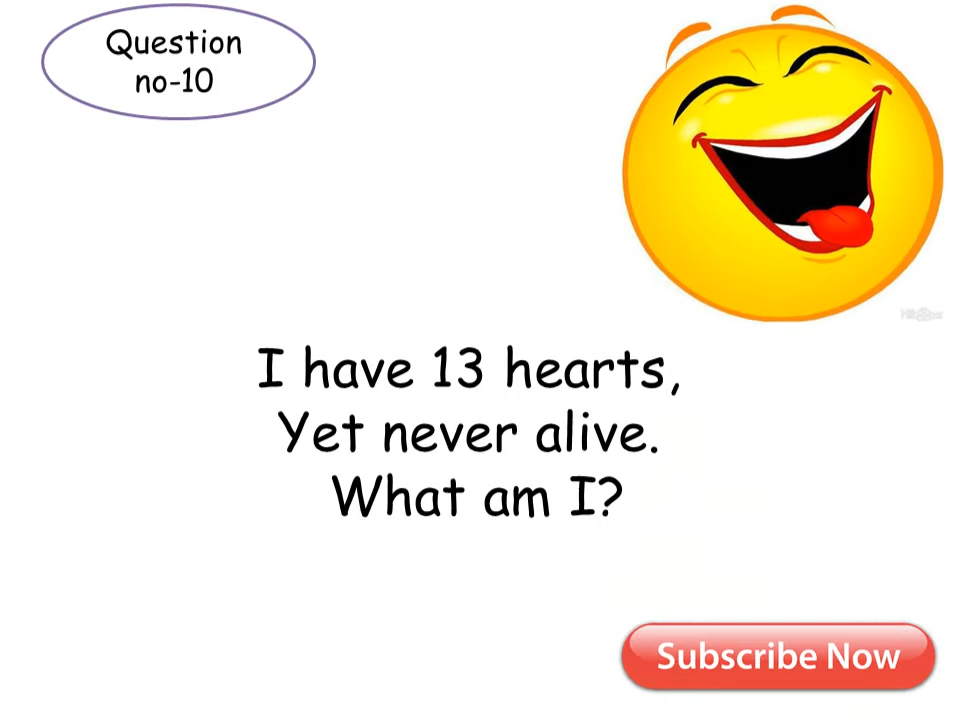 Question
no-10
I have 13 hearts,
Yet never alive.
What am I?
Subscribe Now